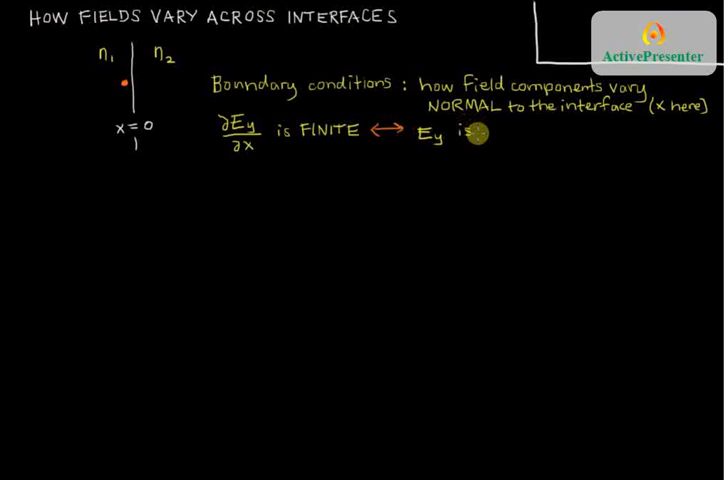 HOW FIELDS VARY ACROSS INTERFACES
ActivePresenter
n₁ n₂
Boundary conditions : how field components vary
NORMAL to the interface (x here)
x = 0
∂Ey/∂x is FINITE ↔ Ey is